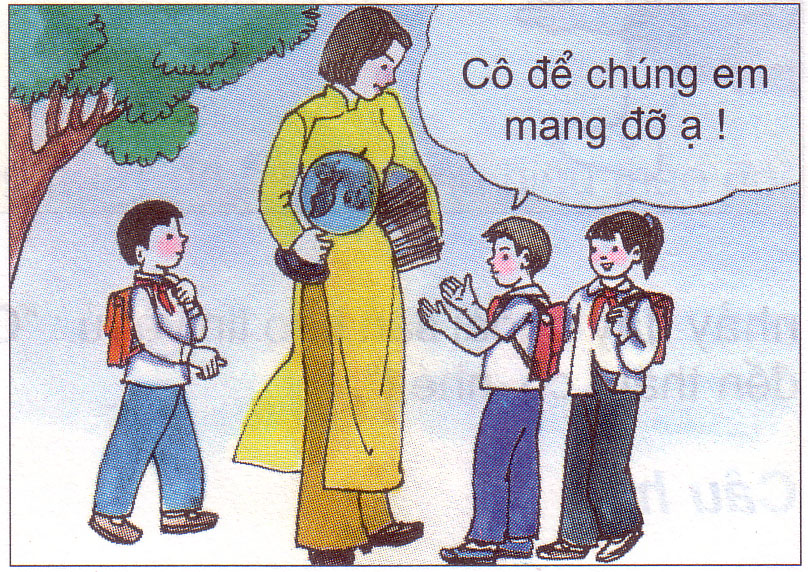 Cô để chúng em
mang đỡ ạ !